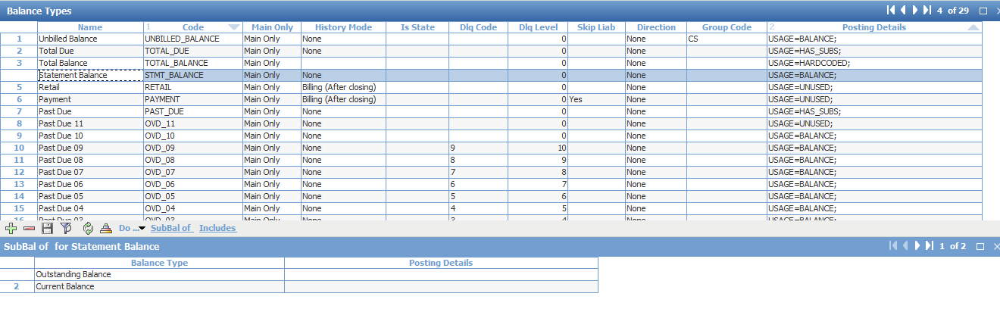 Balance Types 4 of 29
Name 1 Code Main Only History Mode Is State Dlq Code Dlq Level Skip Liab Direction Group Code 2 Posting Details
1 Unbilled Balance UNBILLED_BALANCE Main Only None 0 None CS USAGE=BALANCE;
2 Total Due TOTAL_DUE Main Only None 0 None USAGE=HAS_SUBS;
3 Total Balance TOTAL_BALANCE Main Only 0 None USAGE=HARDCODED;
Statement Balance STMT_BALANCE Main Only None 0 None USAGE=BALANCE;
5 Retail RETAIL Main Only Billing (After closing) 0 None USAGE=UNUSED;
6 Payment PAYMENT Main Only Billing (After closing) 0 Yes None USAGE=UNUSED;
7 Past Due PAST_DUE Main Only None 0 None USAGE=HAS_SUBS;
8 Past Due 11 OVD_11 Main Only None 0 None USAGE=UNUSED;
9 Past Due 10 OVD_10 Main Only None 0 None USAGE=BALANCE;
10 Past Due 09 OVD_09 Main Only None 9 10 None USAGE=BALANCE;
11 Past Due 08 OVD_08 Main Only None 8 9 None USAGE=BALANCE;
12 Past Due 07 OVD_07 Main Only None 7 8 None USAGE=BALANCE;
13 Past Due 06 OVD_06 Main Only None 6 7 None USAGE=BALANCE;
14 Past Due 05 OVD_05 Main Only None 5 6 None USAGE=BALANCE;
15 Past Due 04 OVD_04 Main Only None 4 5 None USAGE=BALANCE;
16 Past Due 03 OVD_03 Main Only None 3 4 None USAGE=BALANCE;
Do ... SubBal of Includes
SubBal of for Statement Balance 1 of 2
Balance Type Posting Details
Outstanding Balance
2 Current Balance